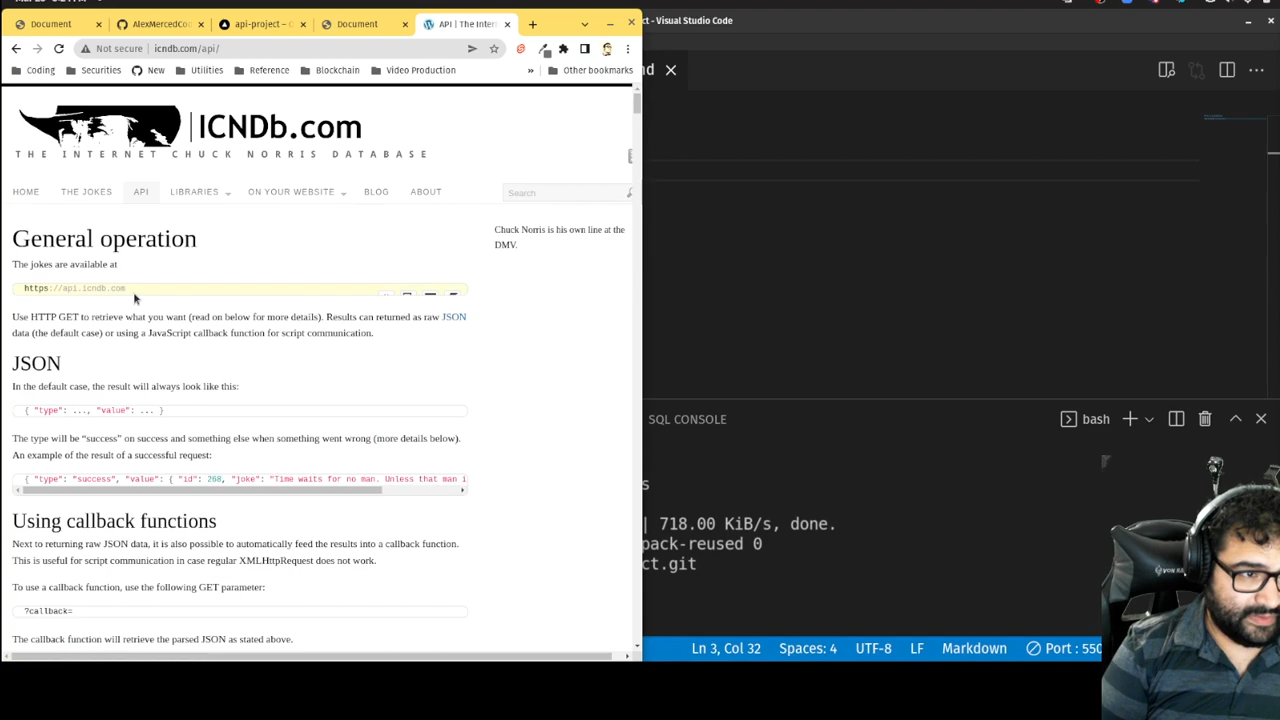 Document
AlexMercedCod
api-project – C
Document
API | The Intern
Not secure
icndb.com/api/
Coding
Securities
New
Utilities
Reference
Blockchain
Video Production
»
Other bookmarks
ICNDb.com
THE INTERNET CHUCK NORRIS DATABASE
HOME
THE JOKES
API
LIBRARIES
ON YOUR WEBSITE
BLOG
ABOUT
Search
General operation
The jokes are available at
https://api.icndb.com
Use HTTP GET to retrieve what you want (read on below for more details). Results can returned as raw JSON
data (the default case) or using a JavaScript callback function for script communication.
JSON
In the default case, the result will always look like this:
{ "type": ..., "value": ... }
The type will be “success” on success and something else when something went wrong (more details below).
An example of the result of a successful request:
{ "type": "success", "value": { "id": 268, "joke": "Time waits for no man. Unless that man i
Using callback functions
Next to returning raw JSON data, it is also possible to automatically feed the results into a callback function.
This is useful for script communication in case regular XMLHttpRequest does not work.
To use a callback function, use the following GET parameter:
?callback=
The callback function will retrieve the parsed JSON as stated above.
Chuck Norris is his own line at the
DMV.
ct - Visual Studio Code
nd
SQL CONSOLE
bash
s
| 718.00 KiB/s, done.
pack-reused 0
ct.git
Ln 3, Col 32
Spaces: 4
UTF-8
LF
Markdown
Port : 550